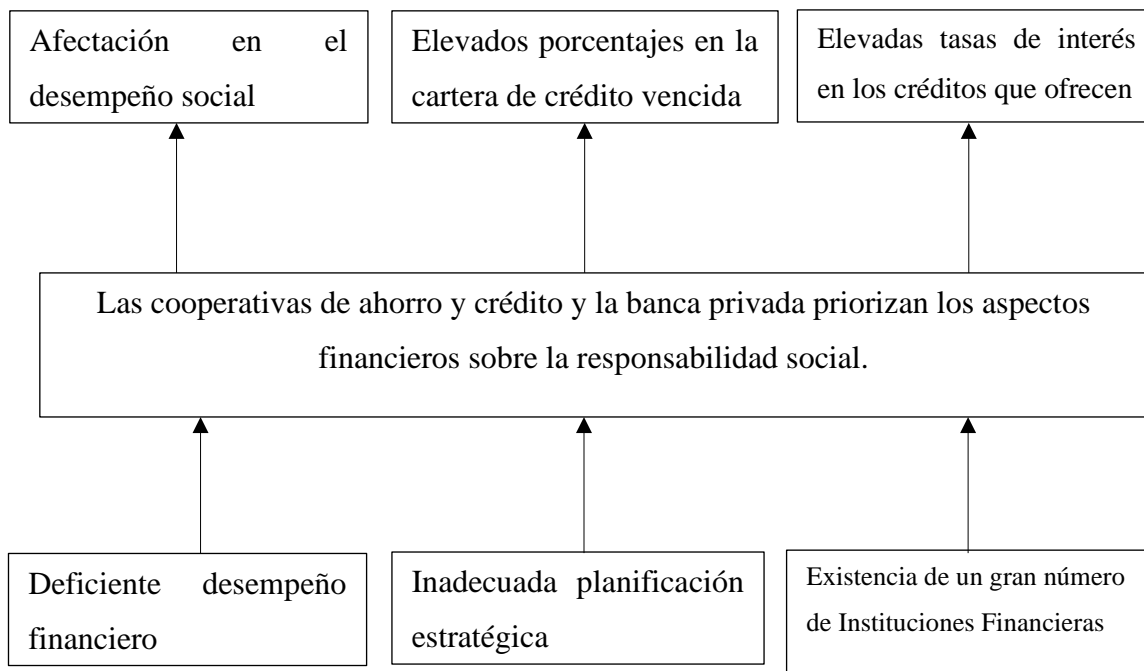 Afectación en el
desempeño social
Elevados porcentajes en la
cartera de crédito vencida
Elevadas tasas de interés
en los créditos que ofrecen
Las cooperativas de ahorro y crédito y la banca privada priorizan los aspectos
financieros sobre la responsabilidad social.
Deficiente desempeño
financiero
Inadecuada planificación
estratégica
Existencia de un gran número
de Instituciones Financieras